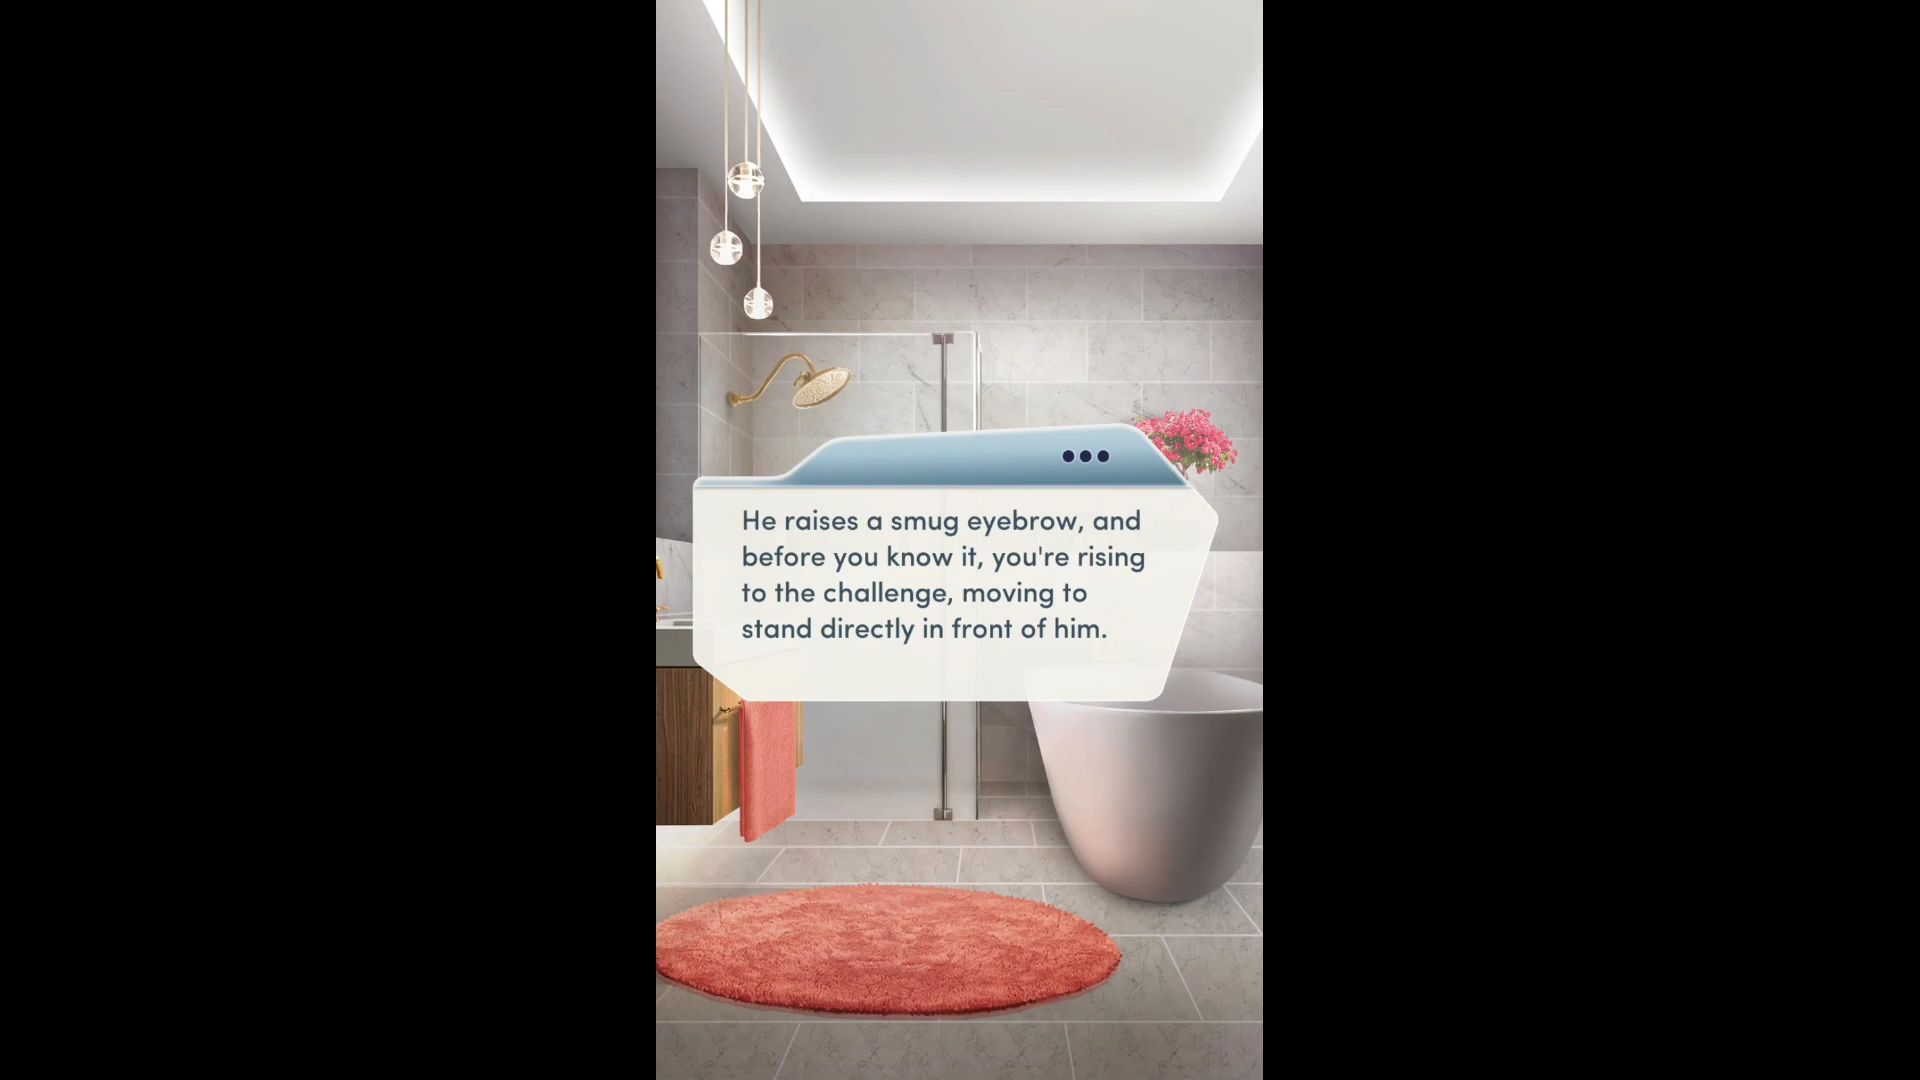 He raises a smug eyebrow, and
before you know it, you're rising
to the challenge, moving to
stand directly in front of him.